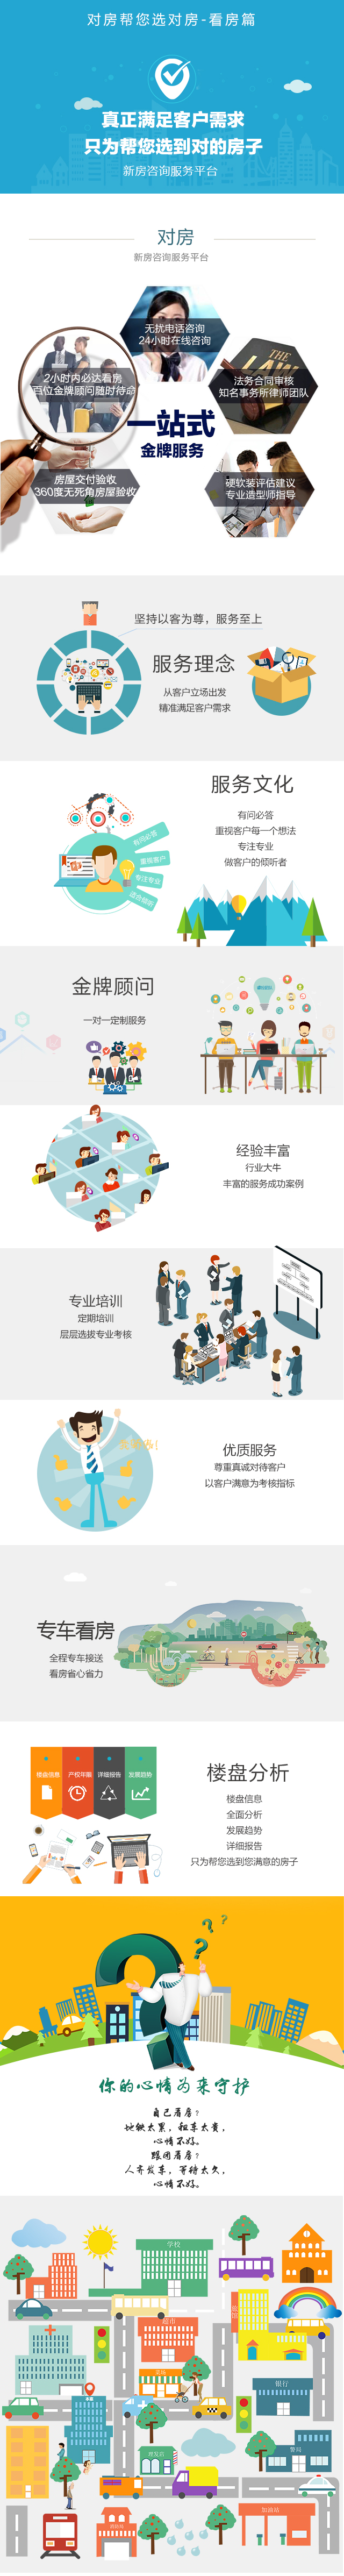 对房帮您选对房-看房篇
真正满足客户需求
只为帮您选到对的房子
新房咨询服务平台
对房
新房咨询服务平台
无扰电话咨询
24小时在线咨询
2小时内必达看房
百位金牌顾问随时待命
THE
LAW
法务合同审核
知名事务所律师团队
一站式
金牌服务
房屋交付验收
360度无死角房屋验收
硬软装评估建议
专业造型师指导
坚持以客为尊，服务至上
服务理念
从客户立场出发
精准满足客户需求
服务文化
有问必答
重视客户每一个想法
专注专业
做客户的倾听者
有问必答
重视客户
专注专业
金牌顾问
一对一定制服务
经验丰富
行业大牛
丰富的服务成功案例
专业培训
定期培训
层层选拔专业考核
优质服务
尊重真诚对待客户
以客户满意为考核指标
专车看房
全程专车接送
看房省心省力
楼盘信息
产权年限
详细报告
发展趋势
楼盘分析
楼盘信息
全面分析
发展趋势
详细报告
只为帮您选到您满意的房子
你的心情为来守护
自己看房？
地铁太累，租车太贵，
心情不好。
跟团看房？
人齐发车，等待太久，
心情不好。
学校
超市
银行
警局
理发店
加油站